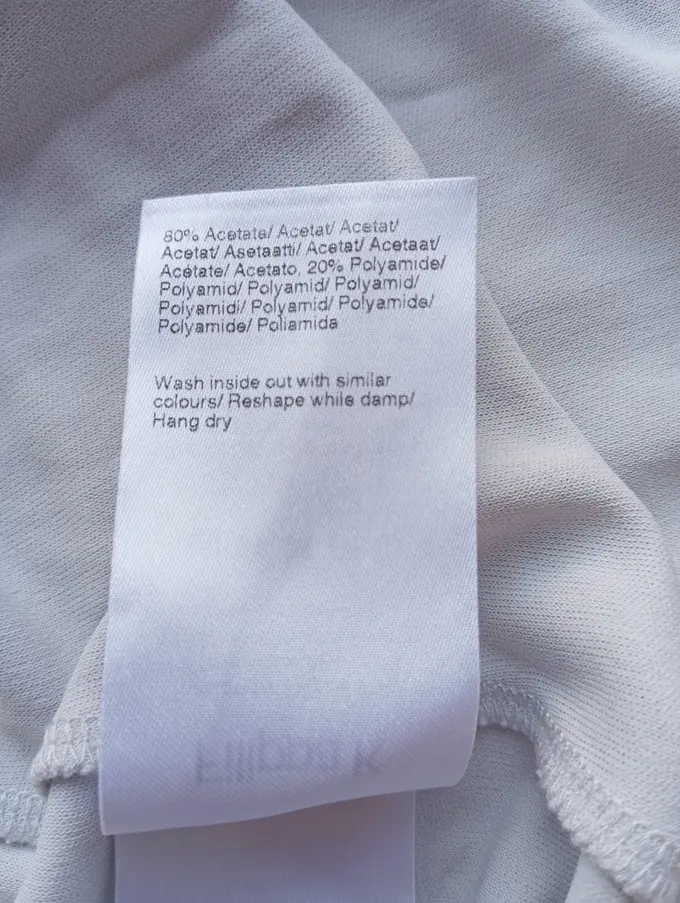 80% Acetate/ Acetat/ Acetat/
Acetat/ Asetaatti/ Acetat/ Acetaat/
Acétate/ Acetato, 20% Polyamide/
Polyamid/ Polyamid/ Polyamid/
Polyamidi/ Polyamid/ Polyamide/
Polyamide/ Poliamida
Wash inside out with similar
colours/ Reshape while damp/
Hang dry